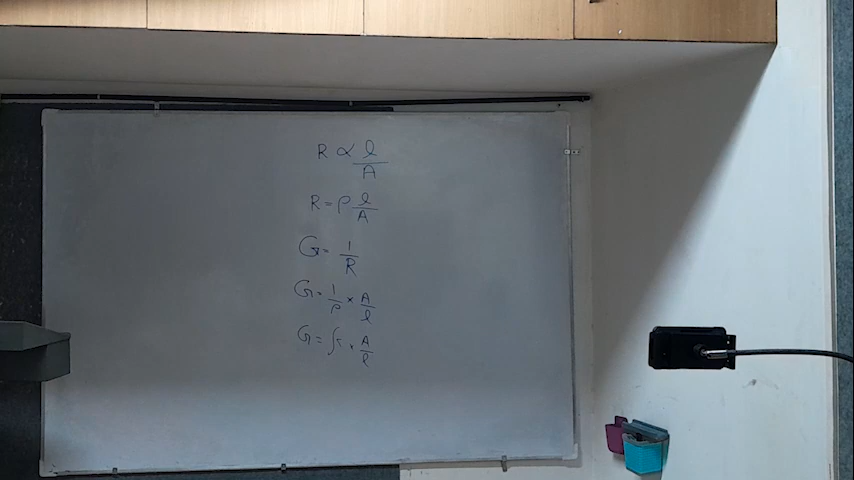 R ∝ l/A
R = ρ l/A
G = 1/R
G = 1/ρ × A/l
G = × A/l